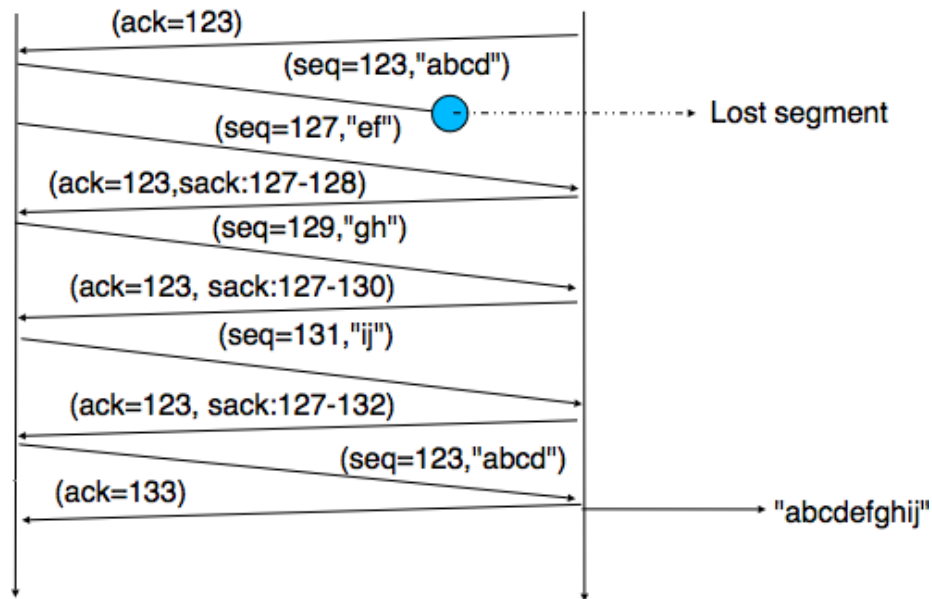 (ack=123)
(seq=123,"abcd")
Lost segment
(seq=127,"ef")
(ack=123,sack:127-128)
(seq=129,"gh")
(ack=123, sack:127-130)
(seq=131,"ij")
(ack=123, sack:127-132)
(seq=123,"abcd")
(ack=133)
"abcdefghij"